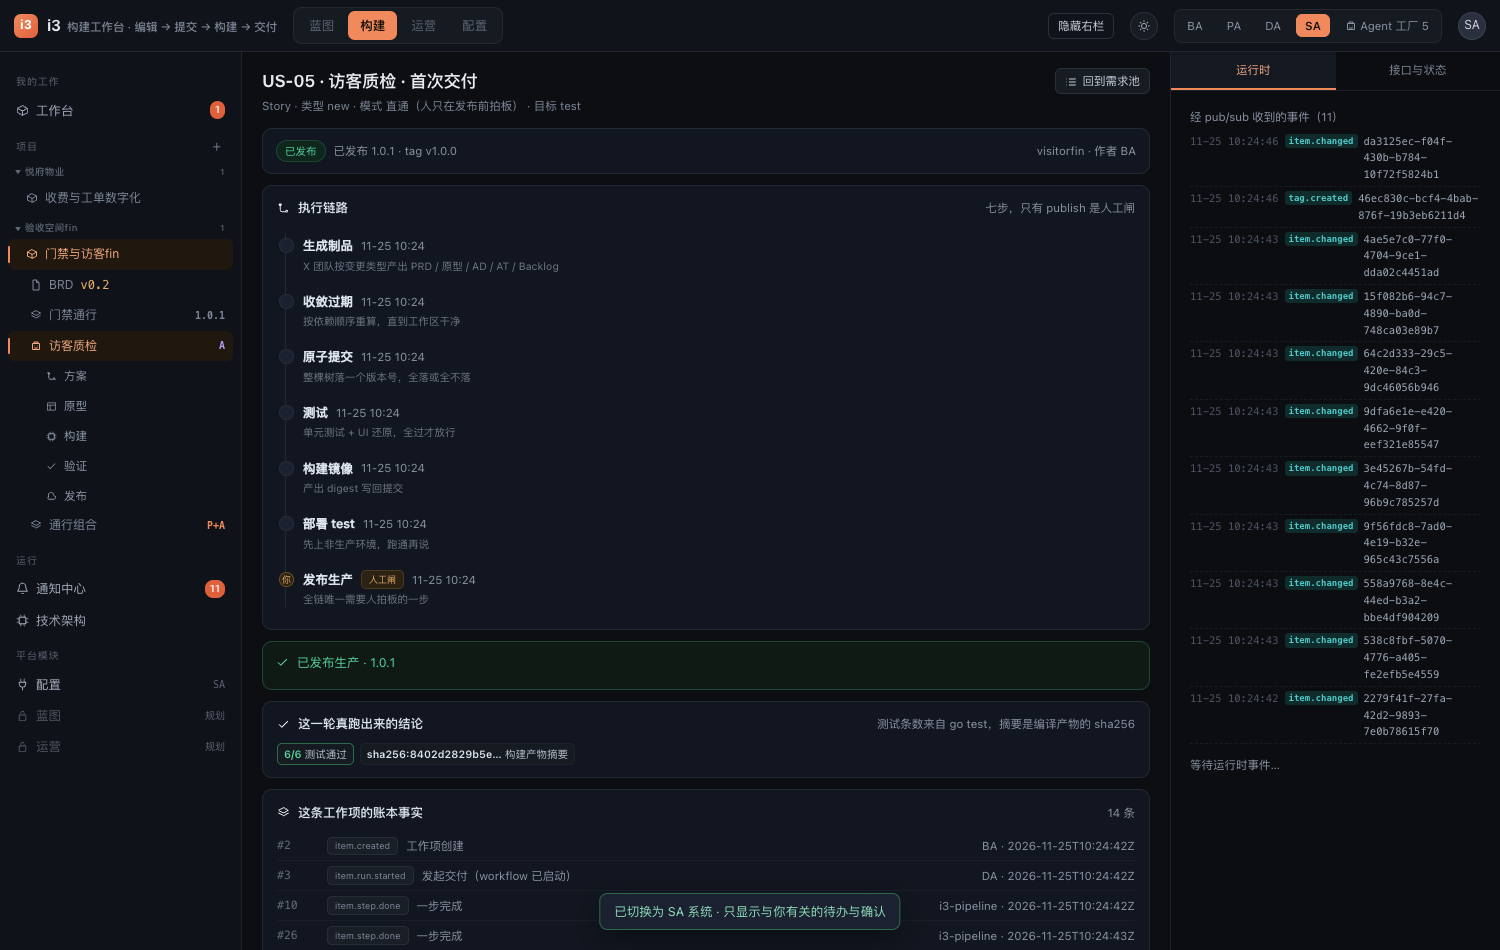 i3 i3 构建工作台 · 编辑 → 提交 → 构建 → 交付 蓝图 构建 运营 配置 隐藏右栏 BA PA DA SA Agent 工厂 5 SA
我的工作
工作台 1
项目 +
悦府物业 1
收费与工单数字化
验收空间fin 1
门禁与访客fin
BRD v0.2
门禁通行 1.0.1
访客质检 A
方案
原型
构建
验证
发布
通行组合 P+A
运行
通知中心 11
技术架构
平台模块
配置 SA
蓝图 规划
运营 规划
US-05 · 访客质检 · 首次交付
回到需求池
Story · 类型 new · 模式 直通（人只在发布前拍板） · 目标 test
已发布 已发布 1.0.1 · tag v1.0.0 visitorfin · 作者 BA
执行链路 七步，只有 publish 是人工闸
生成制品 11-25 10:24
X 团队按变更类型产出 PRD / 原型 / AD / AT / Backlog
收敛过期 11-25 10:24
按依赖顺序重算，直到工作区干净
原子提交 11-25 10:24
整棵树落一个版本号，全落或全不落
测试 11-25 10:24
单元测试 + UI 还原，全过才放行
构建镜像 11-25 10:24
产出 digest 写回提交
部署 test 11-25 10:24
先上非生产环境，跑通再说
你 发布生产 人工闸 11-25 10:24
全链唯一需要人拍板的一步
已发布生产 · 1.0.1
这一轮真跑出来的结论 测试条数来自 go test，摘要是编译产物的 sha256
6/6 测试通过 sha256:8402d2829b5e... 构建产物摘要
这条工作项的账本事实 14 条
#2 item.created 工作项创建 BA · 2026-11-25T10:24:42Z
#3 item.run.started 发起交付（workflow 已启动） DA · 2026-11-25T10:24:42Z
#10 item.step.done 一步完成 i3-pipeline · 2026-11-25T10:24:42Z
#26 item.step.done 一步完成 i3-pipeline · 2026-11-25T10:24:43Z
已切换为 SA 系统 · 只显示与你有关的待办与确认
运行时 接口与状态
经 pub/sub 收到的事件（11）
11-25 10:24:46 item.changed da3125ec-f04f-
430b-b784-
10f72f5824b1
11-25 10:24:46 tag.created 46ec830c-bcf4-4bab-
876f-19b3eb6211d4
11-25 10:24:43 item.changed 4ae5e7c0-77f0-
4704-9ce1-
dda02c4451ad
11-25 10:24:43 item.changed 15f082b6-94c7-
4890-ba0d-
748ca03e89b7
11-25 10:24:43 item.changed 64c2d333-29c5-
420e-84c3-
9dc46056b946
11-25 10:24:43 item.changed 9dfa6e1e-e420-
4662-9f0f-
eef321e85547
11-25 10:24:43 item.changed 3e45267b-54fd-
4c74-8d87-
96b9c785257d
11-25 10:24:43 item.changed 9f56fdc8-7ad0-
4e19-b32e-
965c43c7556a
11-25 10:24:43 item.changed 558a9768-8e4c-
44ed-b3a2-
bbe4df904209
11-25 10:24:43 item.changed 538c8fbf-5070-
4776-a405-
fe2efb5e4559
11-25 10:24:42 item.changed 2279f41f-27fa-
42d2-9893-
7e0b78615f70
等待运行时事件...